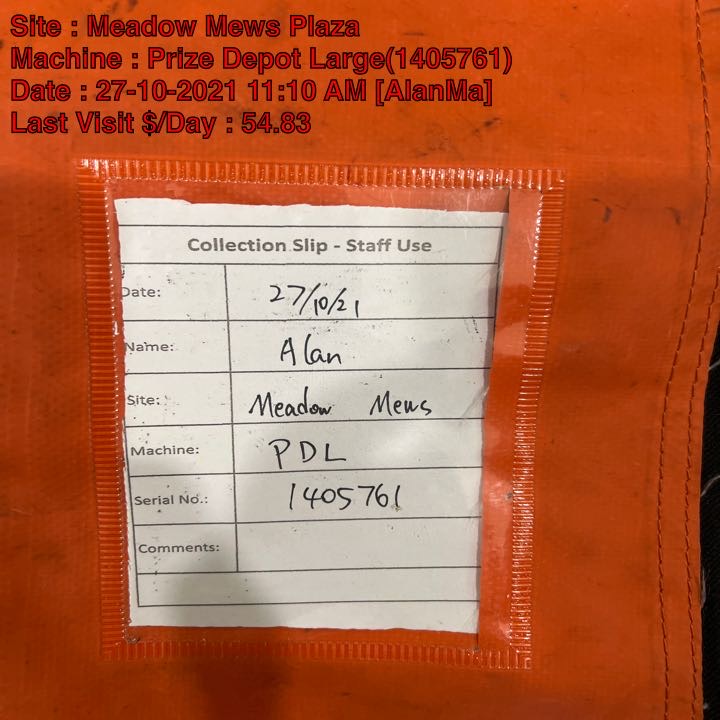 Site : Meadow Mews Plaza
Machine : Prize Depot Large(1405761)
Date : 27-10-2021 11:10 AM [AlanMa]
Last Visit $/Day : 54.83
Collection Slip - Staff Use
Date: 27/10/21
Name: Alan
Site: Meadow Mews
Machine: PDL
Serial No.: 1405761
Comments: